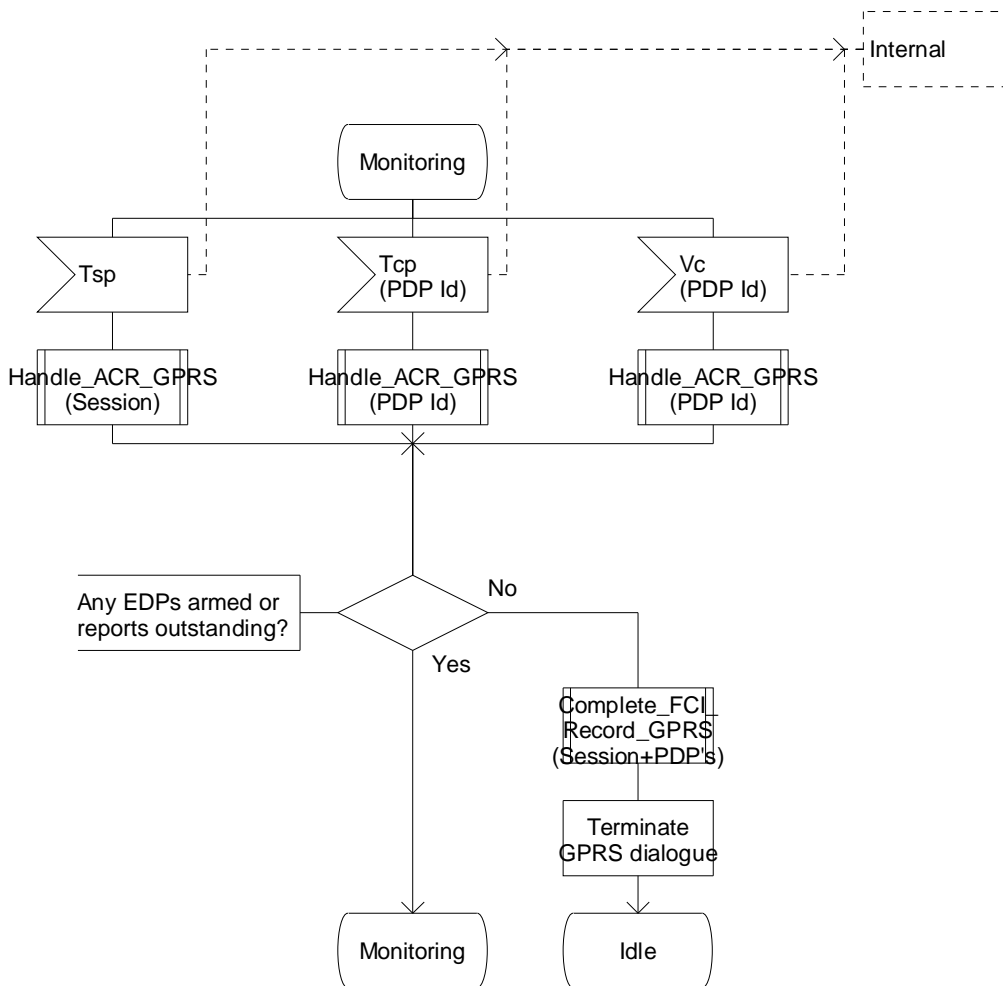 Internal
Monitoring
Tsp
Tcp
(PDP Id)
Vc
(PDP Id)
Handle_ACR_GPRS
(Session)
Handle_ACR_GPRS
(PDP Id)
Handle_ACR_GPRS
(PDP Id)
Any EDPs armed or
reports outstanding?
No
Yes
Complete_FCI_
Record_GPRS
(Session+PDP's)
Terminate
GPRS dialogue
Monitoring
Idle